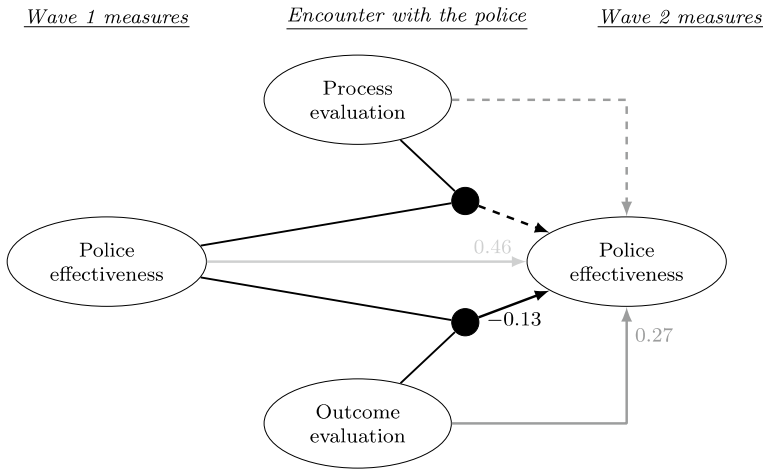 Wave 1 measures
Encounter with the police
Wave 2 measures
Process
evaluation
Police
effectiveness
0.46
Police
effectiveness
−0.13
0.27
Outcome
evaluation